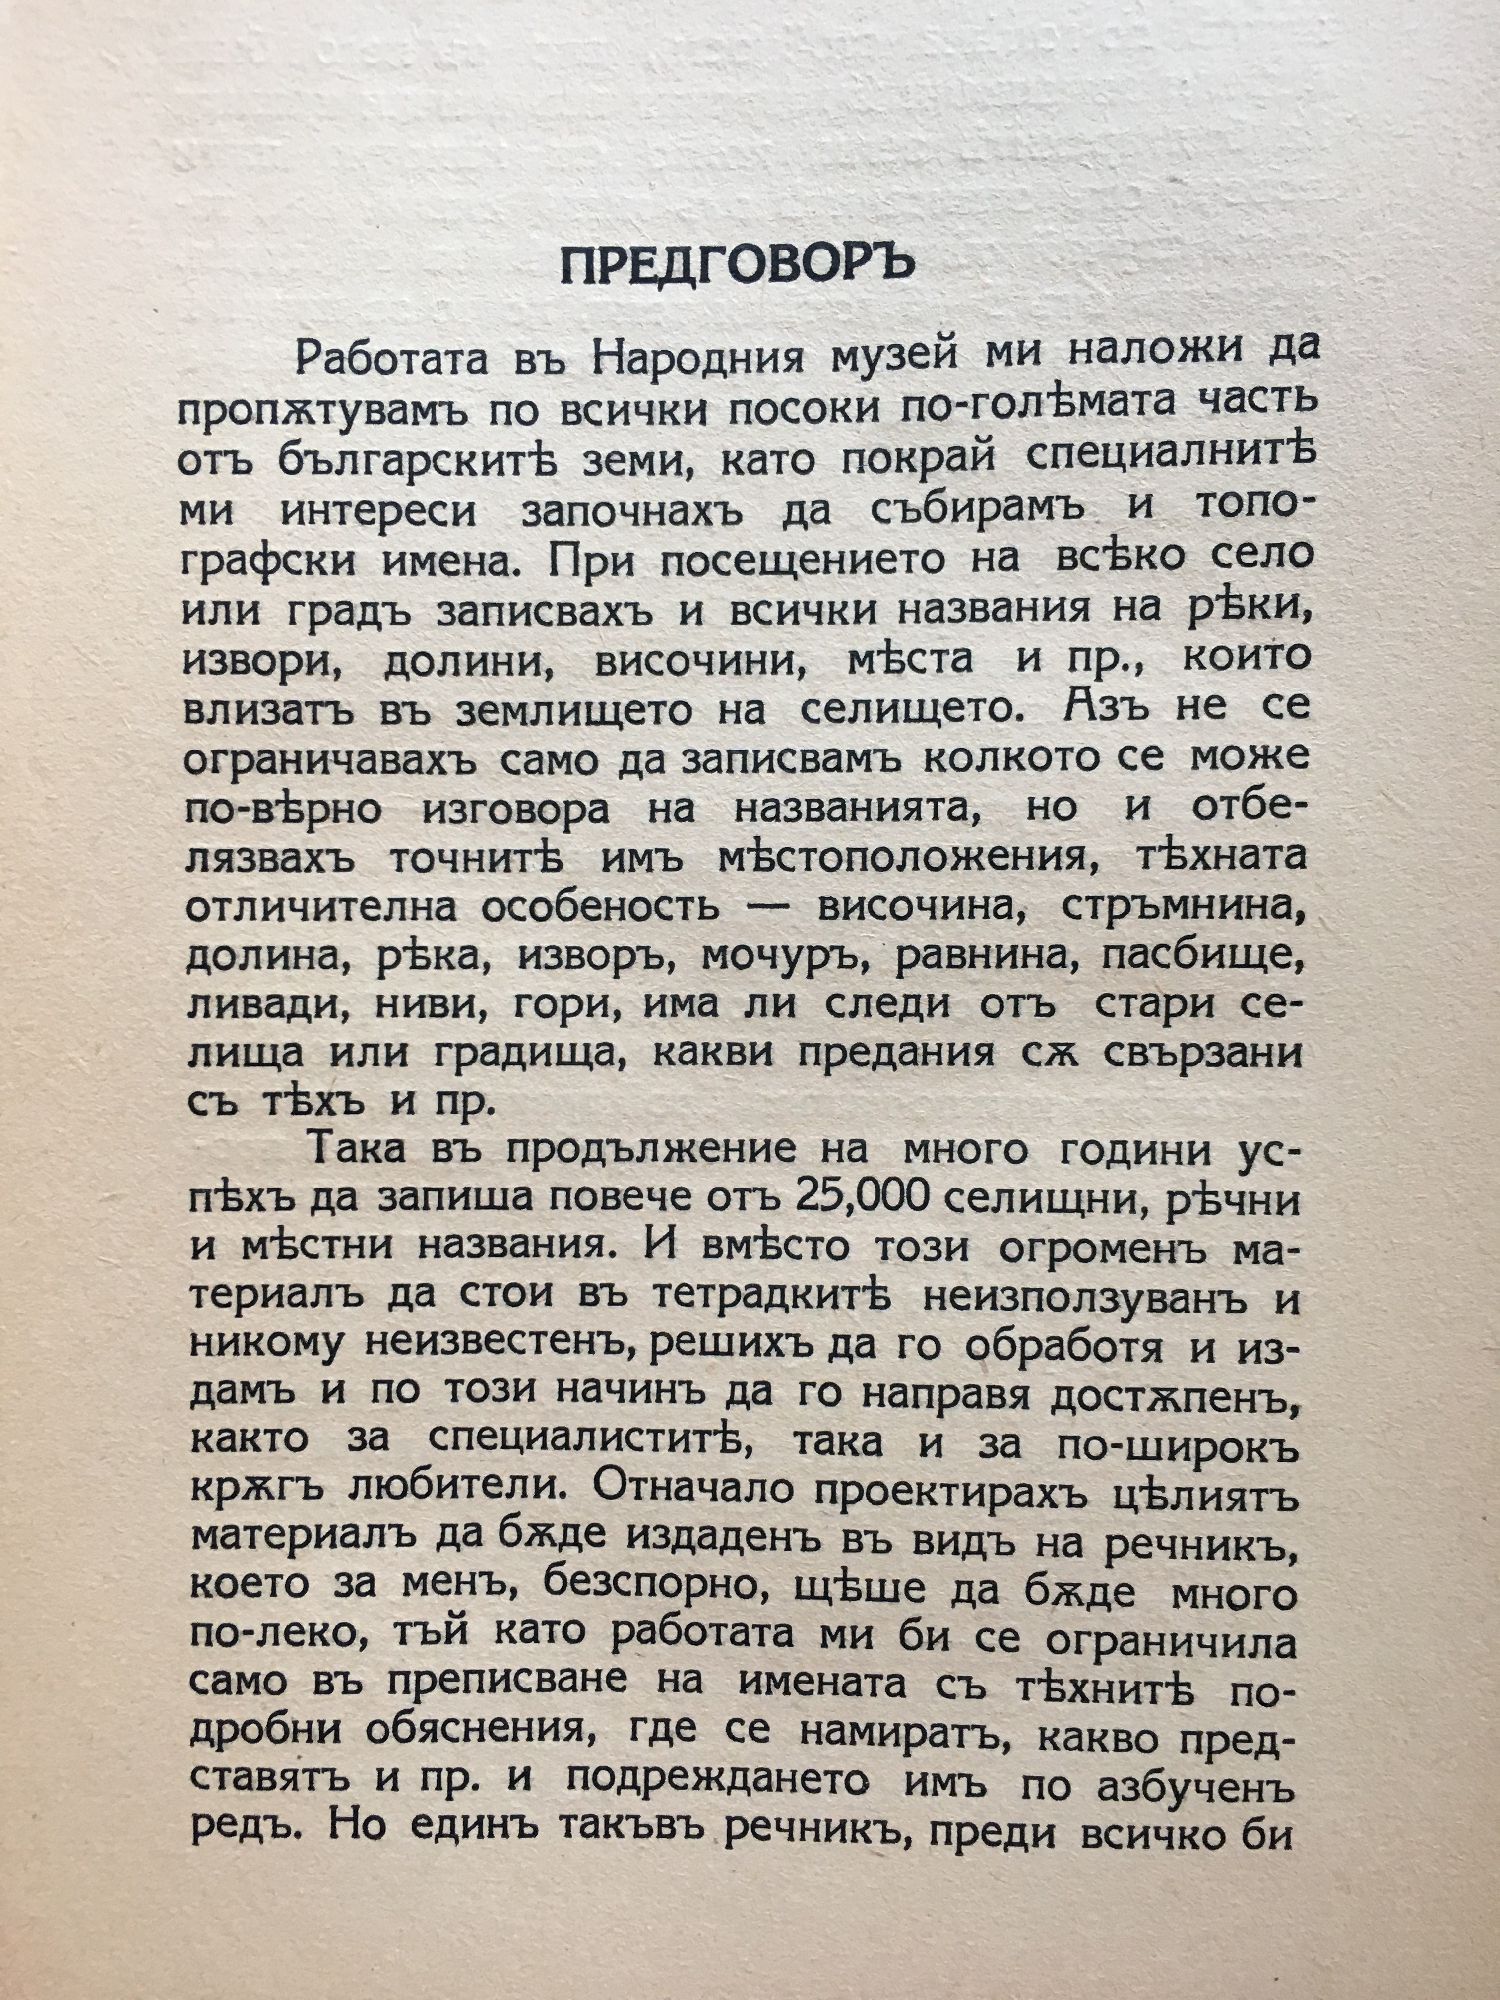 ПРЕДГОВОРЪ
Работата въ Народния музей ми наложи да
пропѫтувамъ по всички посоки по-голѣмата часть
отъ българскитѣ земи, като покрай специалнитѣ
ми интереси започнахъ да събирамъ и топо-
графски имена. При посещението на всѣко село
или градъ записвахъ и всички названия на рѣки,
извори, долини, височини, мѣста и пр., които
влизатъ въ землището на селището. Азъ не се
ограничавахъ само да записвамъ колкото се може
по-вѣрно изговора на названията, но и отбе-
лязвахъ точнитѣ имъ мѣстоположения, тѣхната
отличителна особеность — височина, стръмнина,
долина, рѣка, изворъ, мочуръ, равнина, пасбище,
ливади, ниви, гори, има ли следи отъ стари се-
лища или градища, какви предания сѫ свързани
съ тѣхъ и пр.
Така въ продължение на много години ус-
пѣхъ да запиша повече отъ 25,000 селищни, рѣчни
и мѣстни названия. И вмѣсто този огроменъ ма-
териалъ да стои въ тетрадкитѣ неизползуванъ и
никому неизвестенъ, решихъ да го обработя и из-
дамъ и по този начинъ да го направя достѫпенъ,
както за специалиститѣ, така и за по-широкъ
крѫгъ любители. Отначало проектирахъ цѣлиятъ
материалъ да бѫде издаденъ въ видъ на речникъ,
което за менъ, безспорно, щѣше да бѫде много
по-леко, тъй като работата ми би се ограничила
само въ преписване на имената съ тѣхнитѣ по-
дробни обяснения, где се намиратъ, какво пред-
ставятъ и пр. и подреждането имъ по азбученъ
редъ. Но единъ такъвъ речникъ, преди всичко би